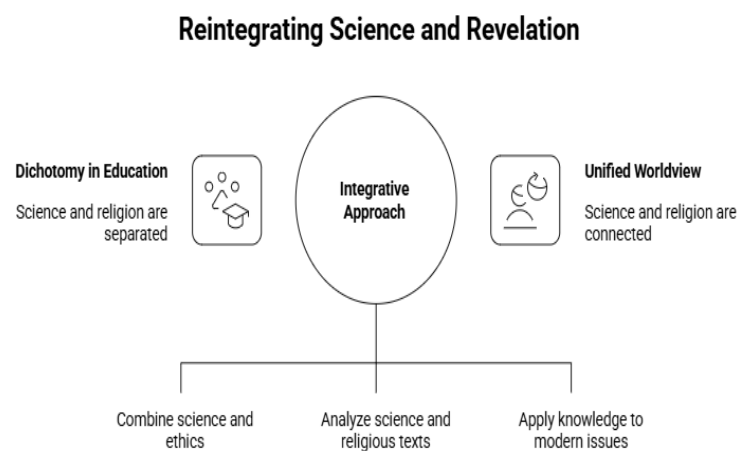 Reintegrating Science and Revelation
Dichotomy in Education
Science and religion are
separated
Integrative
Approach
Unified Worldview
Science and religion are
connected
Combine science and
ethics
Analyze science and
religious texts
Apply knowledge to
modern issues